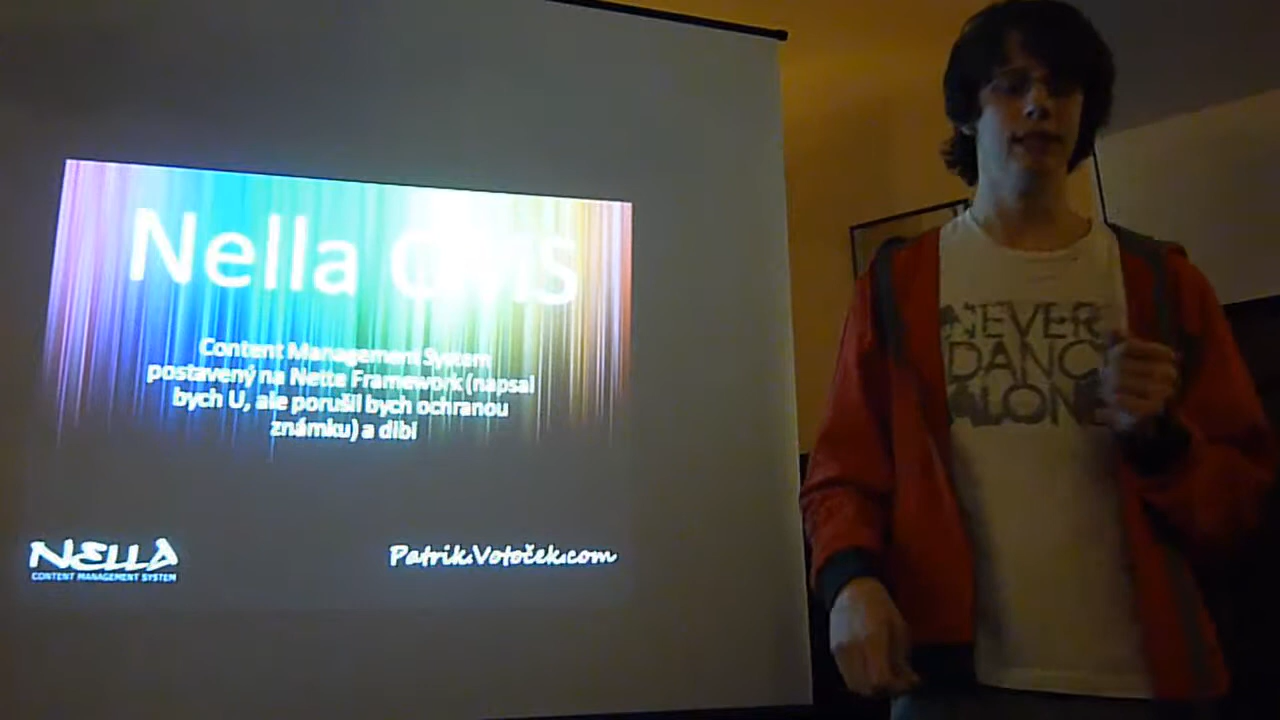 Nella CMS
Content Management System
postavený na Nette Framework (napsal
bych U, ale porušil bych ochranou
známku) a dibi
NELLA
CONTENT MANAGEMENT SYSTEM
Patrik.Votoček.com
NEVER
DANC
ALONE